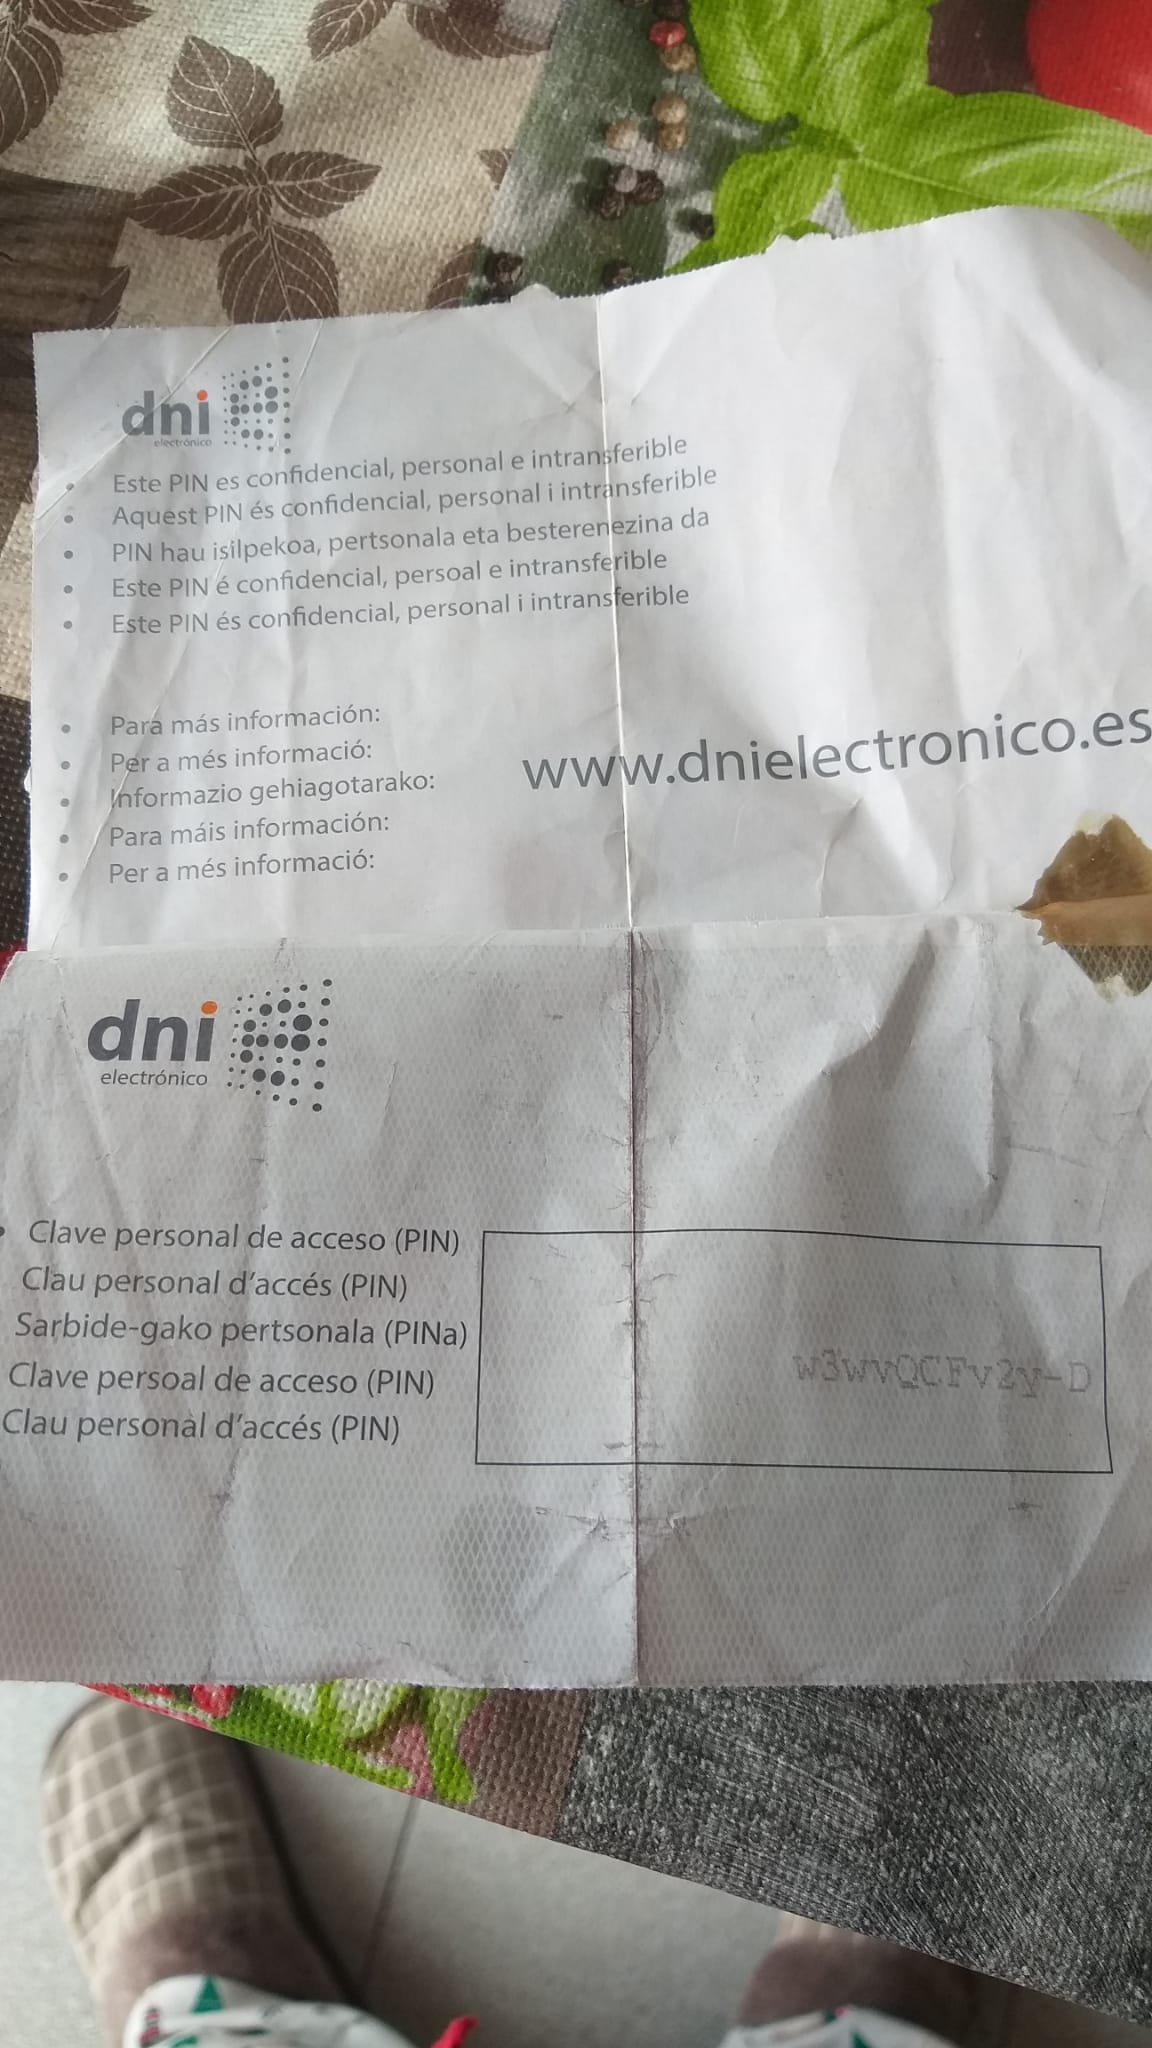 dni
electrónico
• Este PIN es confidencial, personal e intransferible
• Aquest PIN és confidencial, personal i intransferible
• PIN hau isilpekoa, pertsonala eta besterenezina da
• Este PIN é confidencial, persoal e intransferible
• Este PIN és confidencial, personal i intransferible
• Para más información:
• Per a més informació:
• Informazio gehiagotarako:
• Para máis información:
• Per a més informació:
www.dnielectronico.es
dni
electrónico
• Clave personal de acceso (PIN)
Clau personal d'accés (PIN)
Sarbide-gako pertsonala (PINa)
Clave persoal de acceso (PIN)
Clau personal d'accés (PIN)
w3wvQCFv2y-D